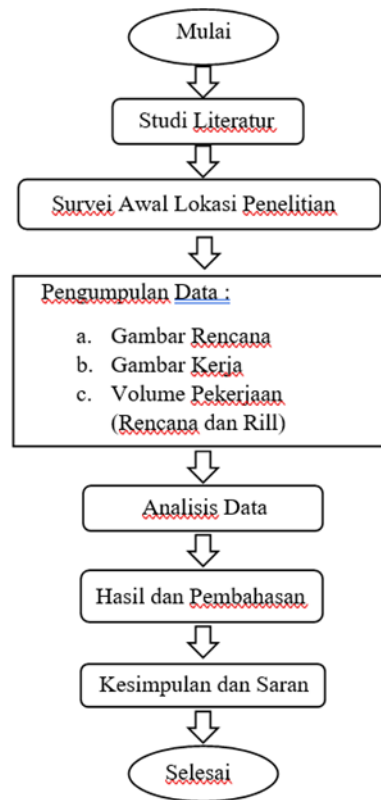 Mulai
Studi Literatur
Survei Awal Lokasi Penelitian
Pengumpulan Data :
a. Gambar Rencana
b. Gambar Kerja
c. Volume Pekerjaan
(Rencana dan Rill)
Analisis Data
Hasil dan Pembahasan
Kesimpulan dan Saran
Selesai